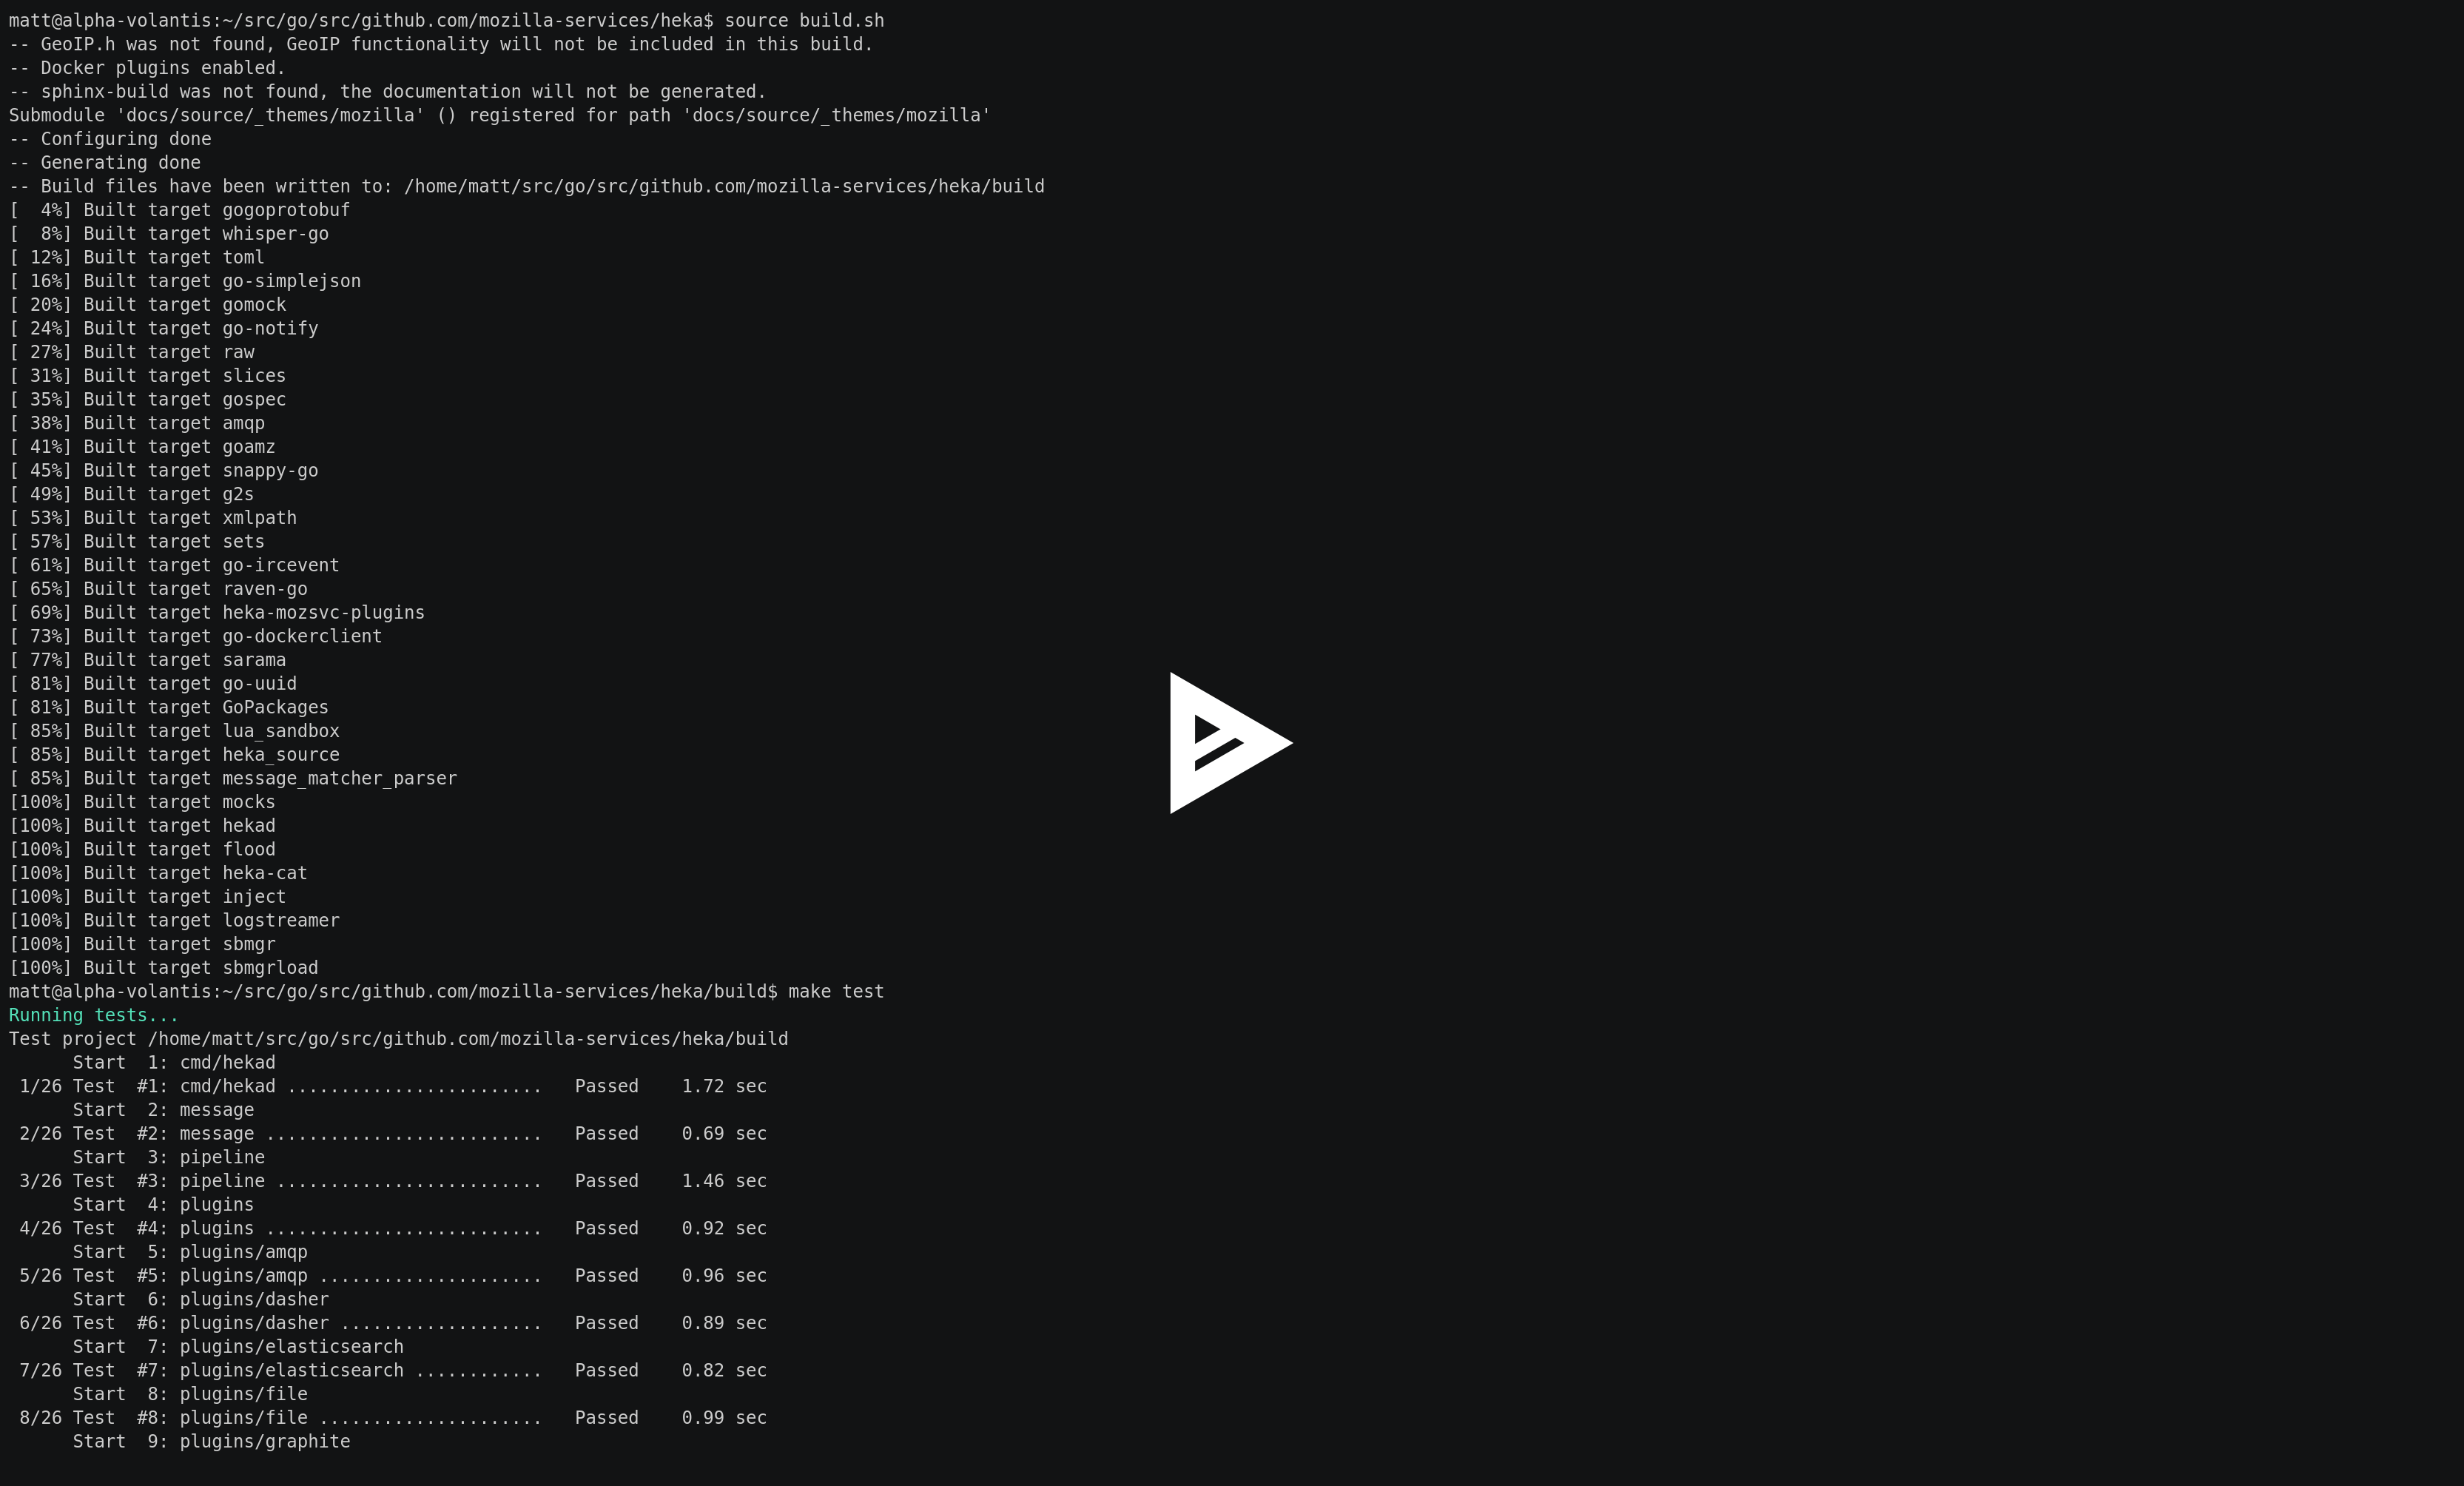 matt@alpha-volantis:~/src/go/src/github.com/mozilla-services/heka$ source build.sh
-- GeoIP.h was not found, GeoIP functionality will not be included in this build.
-- Docker plugins enabled.
-- sphinx-build was not found, the documentation will not be generated.
Submodule 'docs/source/_themes/mozilla' () registered for path 'docs/source/_themes/mozilla'
-- Configuring done
-- Generating done
-- Build files have been written to: /home/matt/src/go/src/github.com/mozilla-services/heka/build
[  4%] Built target gogoprotobuf
[  8%] Built target whisper-go
[ 12%] Built target toml
[ 16%] Built target go-simplejson
[ 20%] Built target gomock
[ 24%] Built target go-notify
[ 27%] Built target raw
[ 31%] Built target slices
[ 35%] Built target gospec
[ 38%] Built target amqp
[ 41%] Built target goamz
[ 45%] Built target snappy-go
[ 49%] Built target g2s
[ 53%] Built target xmlpath
[ 57%] Built target sets
[ 61%] Built target go-ircevent
[ 65%] Built target raven-go
[ 69%] Built target heka-mozsvc-plugins
[ 73%] Built target go-dockerclient
[ 77%] Built target sarama
[ 81%] Built target go-uuid
[ 81%] Built target GoPackages
[ 85%] Built target lua_sandbox
[ 85%] Built target heka_source
[ 85%] Built target message_matcher_parser
[100%] Built target mocks
[100%] Built target hekad
[100%] Built target flood
[100%] Built target heka-cat
[100%] Built target inject
[100%] Built target logstreamer
[100%] Built target sbmgr
[100%] Built target sbmgrload
matt@alpha-volantis:~/src/go/src/github.com/mozilla-services/heka/build$ make test
Running tests...
Test project /home/matt/src/go/src/github.com/mozilla-services/heka/build
      Start  1: cmd/hekad
 1/26 Test  #1: cmd/hekad ........................   Passed    1.72 sec
      Start  2: message
 2/26 Test  #2: message ..........................   Passed    0.69 sec
      Start  3: pipeline
 3/26 Test  #3: pipeline .........................   Passed    1.46 sec
      Start  4: plugins
 4/26 Test  #4: plugins ..........................   Passed    0.92 sec
      Start  5: plugins/amqp
 5/26 Test  #5: plugins/amqp .....................   Passed    0.96 sec
      Start  6: plugins/dasher
 6/26 Test  #6: plugins/dasher ...................   Passed    0.89 sec
      Start  7: plugins/elasticsearch
 7/26 Test  #7: plugins/elasticsearch ............   Passed    0.82 sec
      Start  8: plugins/file
 8/26 Test  #8: plugins/file .....................   Passed    0.99 sec
      Start  9: plugins/graphite